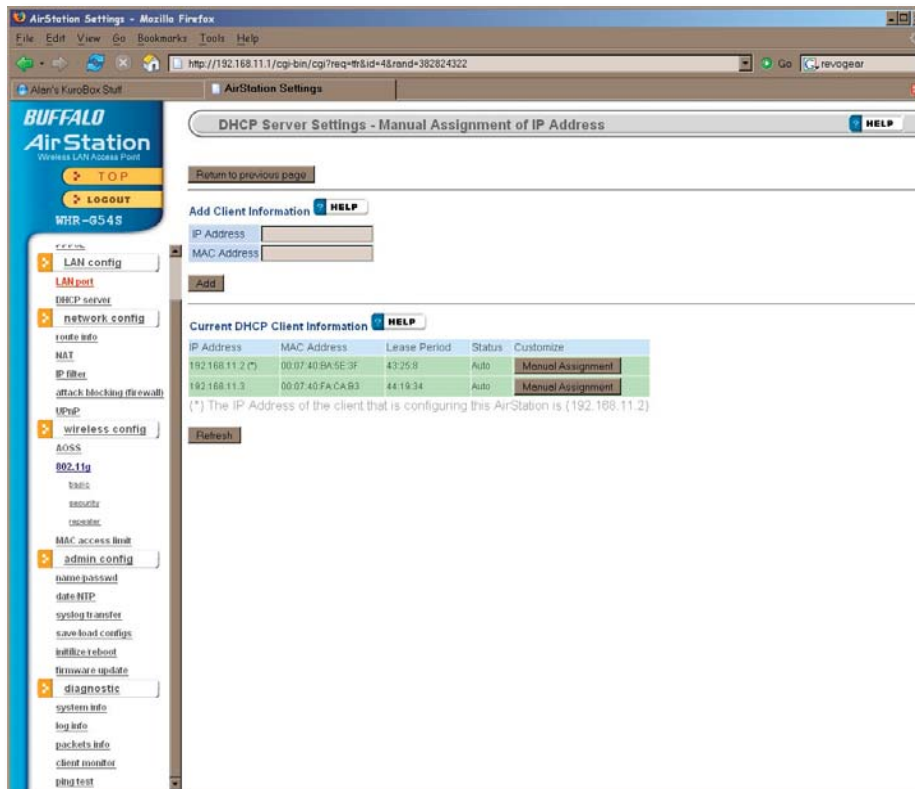 AirStation Settings - Mozilla Firefox
File Edit View Go Bookmarks Tools Help
http://192.168.11.1/cgi-bin/cgi?req=tfr&id=4&rand=382824322
Go
revogear
Alan's KuroBox Stuff
AirStation Settings
BUFFALO
AirStation
Wireless LAN Access Point
TOP
LOGOUT
WHR-G54S
LAN config
LAN port
DHCP server
network config
route info
NAT
IP filter
attack blocking (firewall)
UPnP
wireless config
AOSS
802.11g
basic
security
repeater
MAC access limit
admin config
name/passwd
date/NTP
syslog transfer
save/load configs
initilize/reboot
firmware update
diagnostic
system info
log info
packets info
client monitor
ping test
DHCP Server Settings - Manual Assignment of IP Address
HELP
Return to previous page
Add Client Information HELP
IP Address
MAC Address
Add
Current DHCP Client Information HELP
IP Address MAC Address Lease Period Status Customize
192.168.11.2 (*) 00:07:40:BA:5E:3F 43:25:8 Auto Manual Assignment
192.168.11.3 00:07:40:FA:CA:B3 44:19:34 Auto Manual Assignment
(*) The IP Address of the client that is configuring this AirStation is (192.168.11.2)
Refresh